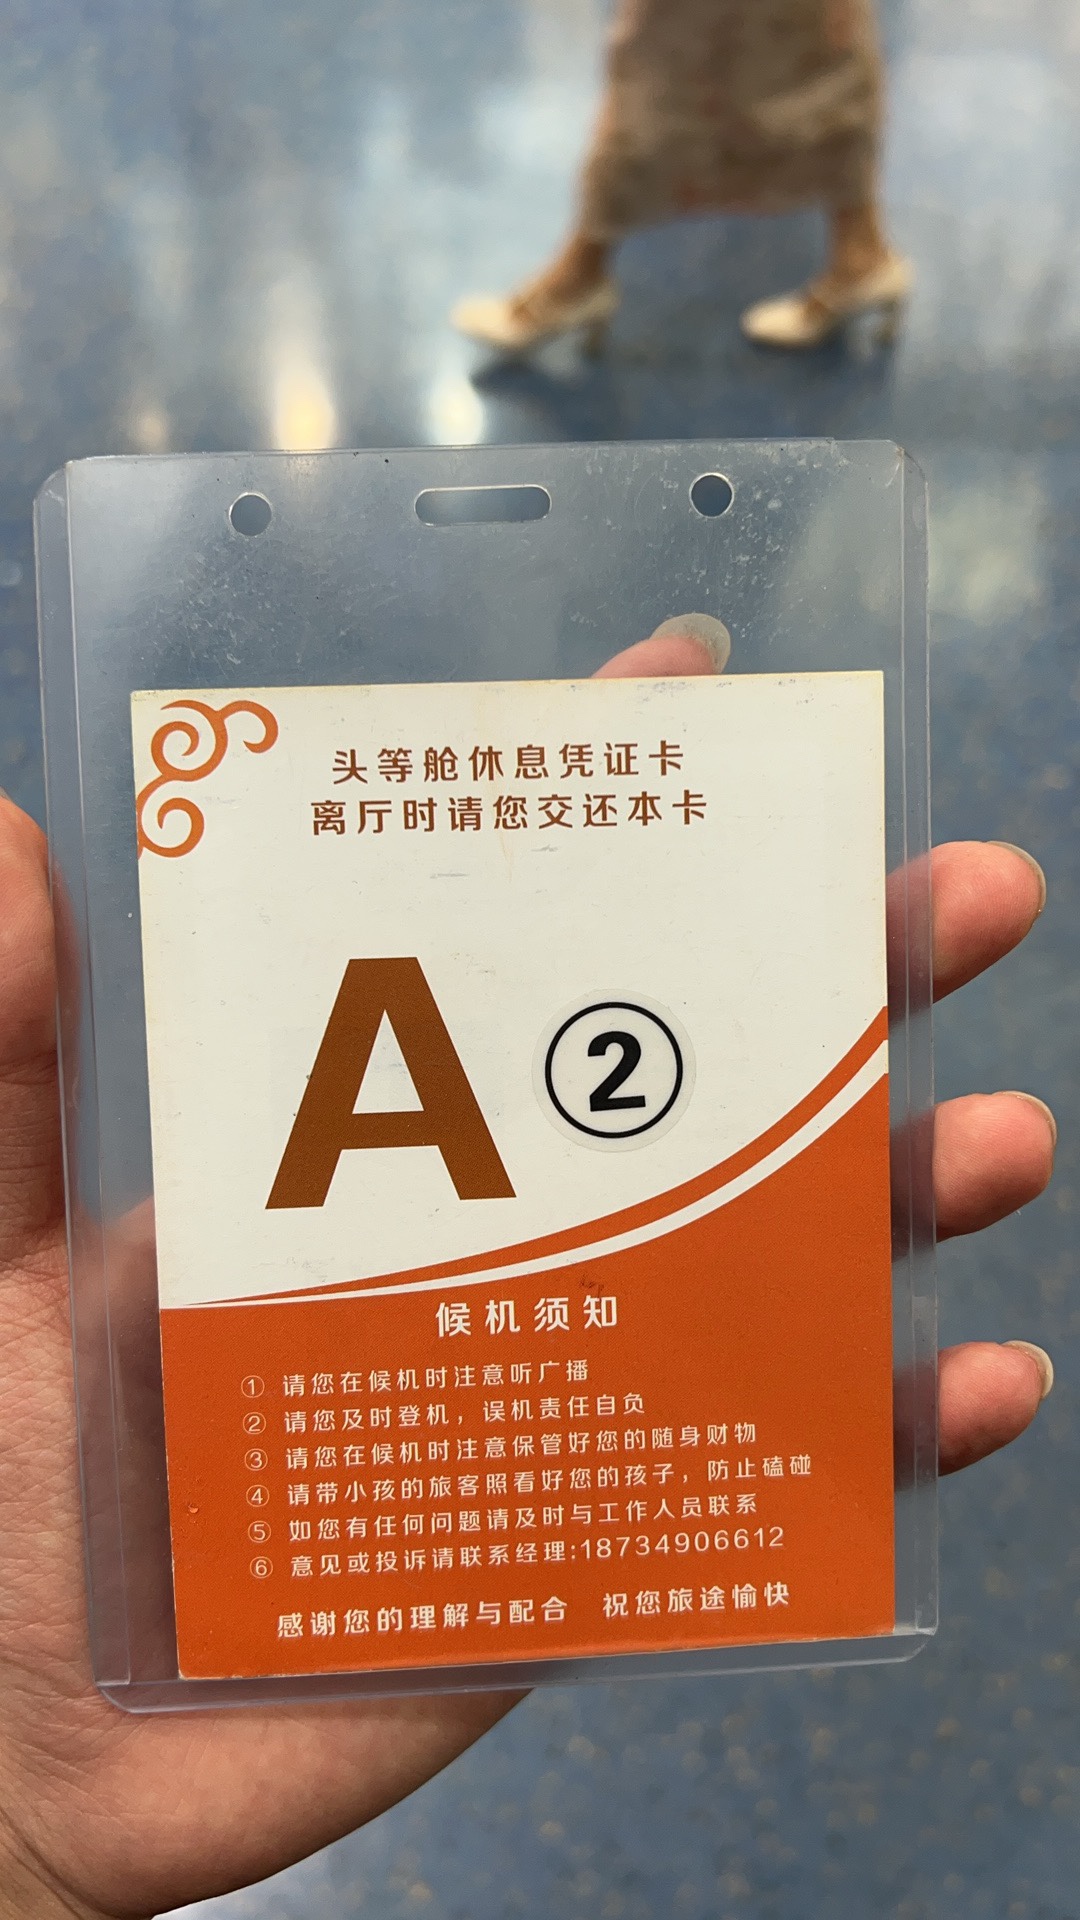 头等舱休息凭证卡
离厅时请您交还本卡
A ②
候机须知
① 请您在候机时注意听广播
② 请您及时登机，误机责任自负
③ 请您在候机时注意保管好您的随身财物
④ 请带小孩的旅客照看好您的孩子，防止磕碰
⑤ 如您有任何问题请及时与工作人员联系
⑥ 意见或投诉请联系经理:18734906612
感谢您的理解与配合 祝您旅途愉快